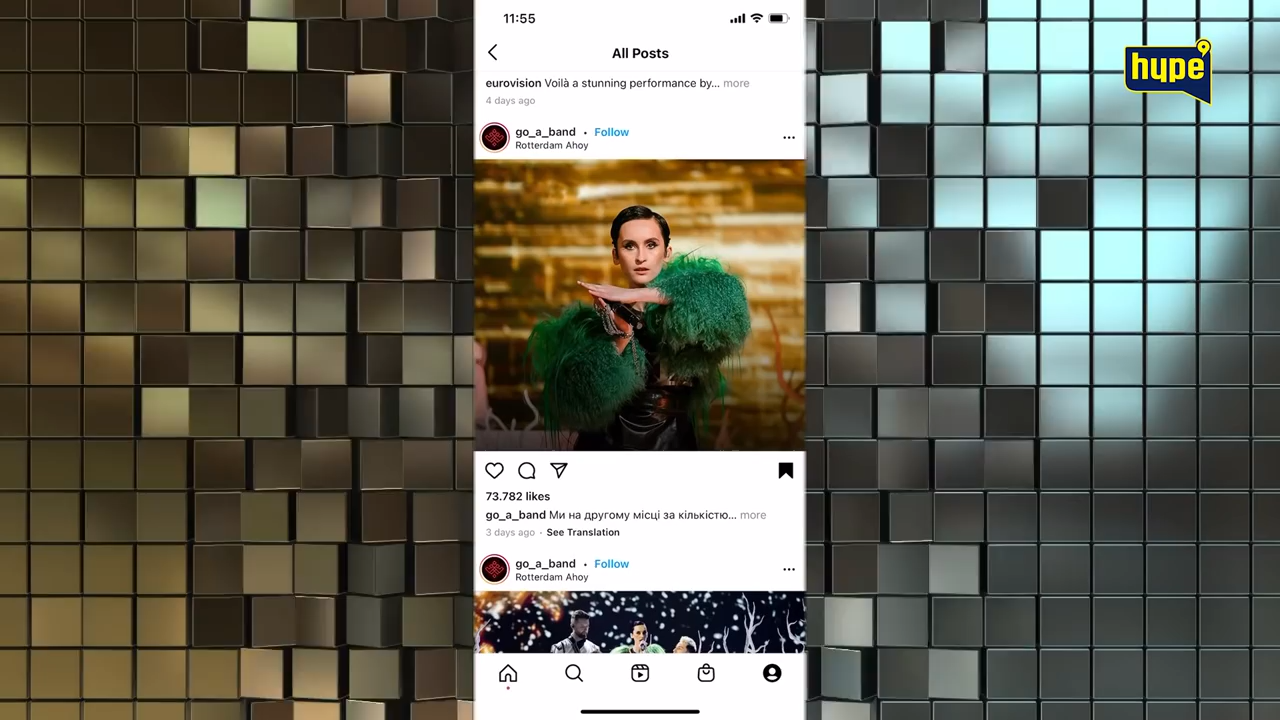 11:55
All Posts
hype
eurovision Voilà a stunning performance by... more
4 days ago
go_a_band • Follow
Rotterdam Ahoy
73.782 likes
go_a_band Ми на другому місці за кількістю... more
3 days ago · See Translation
go_a_band • Follow
Rotterdam Ahoy